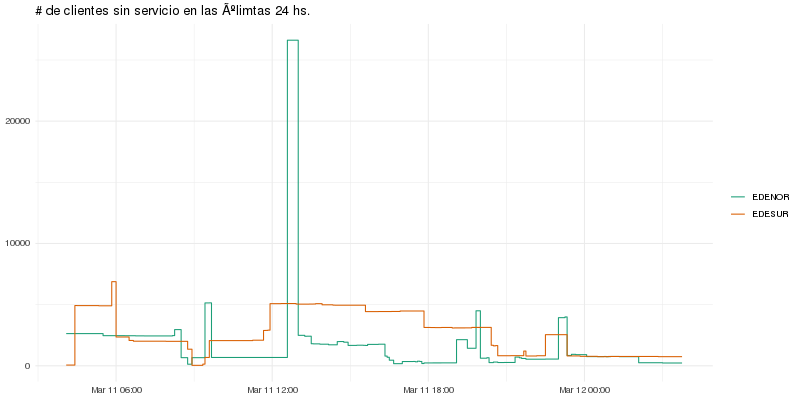 # de clientes sin servicio en las Ãºlimtas 24 hs.
20000
10000
0
Mar 11 06:00
Mar 11 12:00
Mar 11 18:00
Mar 12 00:00
EDENOR
EDESUR